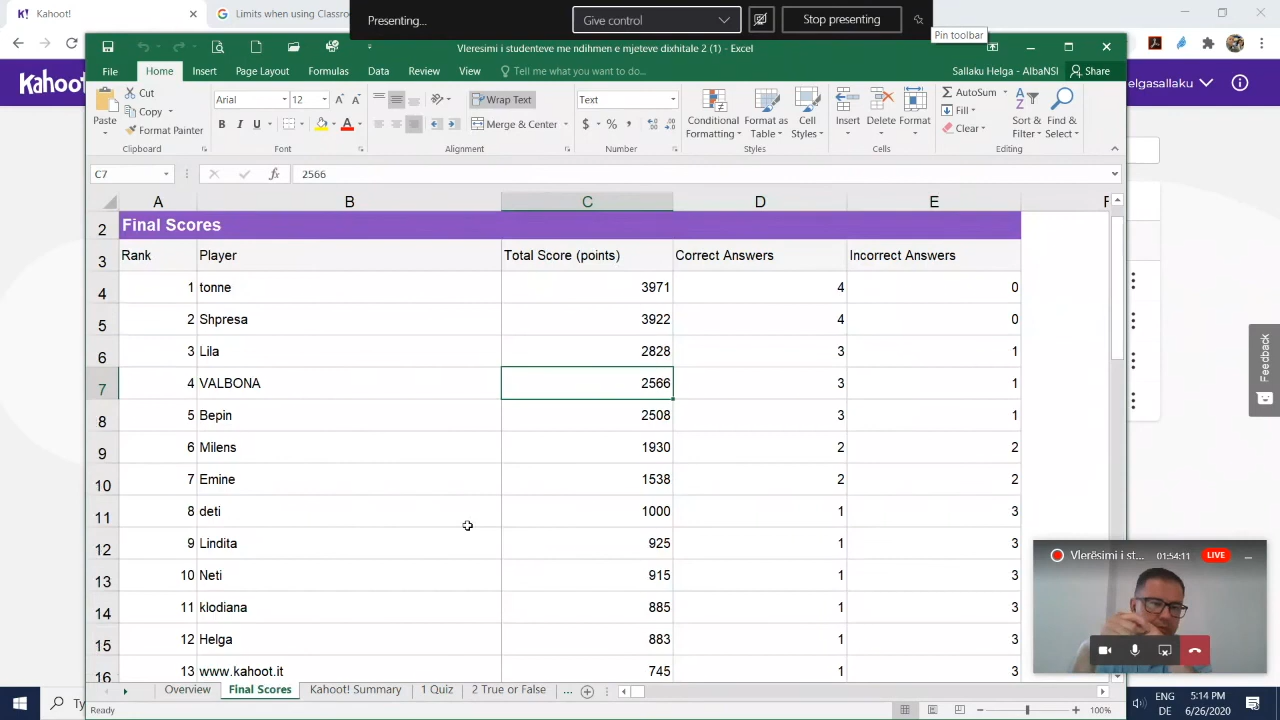 Kahoot!
Limits when using Classro
Presenting...
Give control
Stop presenting
Pin toolbar
Vleresimi i studenteve me ndihmen e mjeteve dixhitale 2 (1) - Excel
File
Home
Insert
Page Layout
Formulas
Data
Review
View
Tell me what you want to do...
Sallaku Helga - AlbaNSI
Share
Kahoot
elgasallaku
Paste
Cut
Copy
Format Painter
Arial
12
B I U
Wrap Text
Merge & Center
Text
$ % ,
Conditional Formatting
Format as Table
Cell Styles
Insert
Delete
Format
AutoSum
Fill
Clear
Sort & Filter
Find & Select
Clipboard
Font
Alignment
Number
Styles
Cells
Editing
C7
fx
2566
A B C D E F
2 Final Scores
3 Rank Player Total Score (points) Correct Answers Incorrect Answers
4 1 tonne 3971 4 0
5 2 Shpresa 3922 4 0
6 3 Lila 2828 3 1
7 4 VALBONA 2566 3 1
8 5 Bepin 2508 3 1
9 6 Milens 1930 2 2
10 7 Emine 1538 2 2
11 8 deti 1000 1 3
12 9 Lindita 925 1 3
13 10 Neti 915 1 3
14 11 klodiana 885 1 3
15 12 Helga 883 1 3
16 13 www.kahoot.it 745 1 3
Feedback
Vlerësimi i st...
01:54:11
LIVE
Overview
Final Scores
Kahoot! Summary
1 Quiz
2 True or False
...
Ready
100%
ENG
DE
5:14 PM
6/26/2020